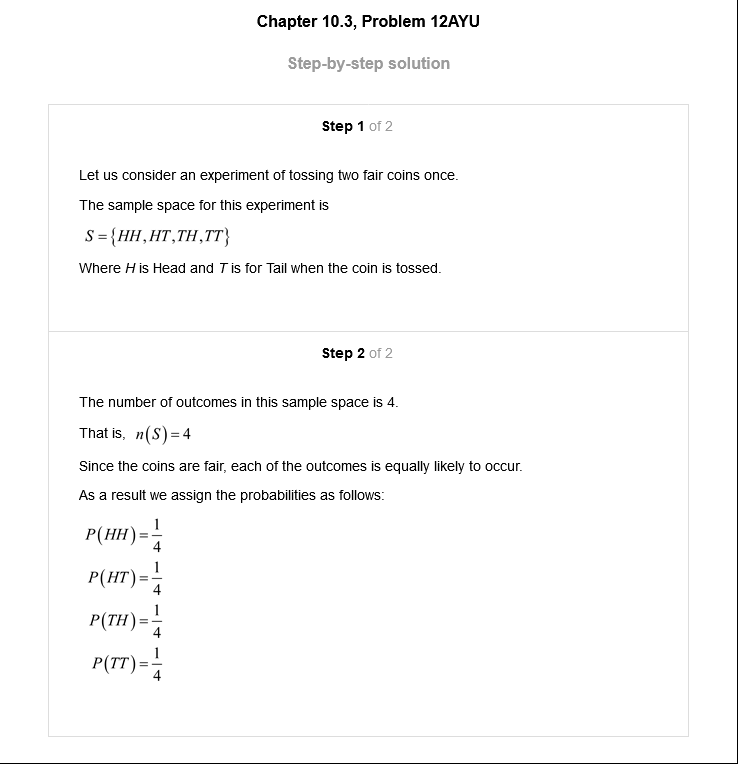 Chapter 10.3, Problem 12AYU
Step-by-step solution
Step 1 of 2
Let us consider an experiment of tossing two fair coins once.
The sample space for this experiment is
S = {HH, HT, TH, TT}
Where H is Head and T is for Tail when the coin is tossed.
Step 2 of 2
The number of outcomes in this sample space is 4.
That is, n(S) = 4
Since the coins are fair, each of the outcomes is equally likely to occur.
As a result we assign the probabilities as follows:
P(HH) = 1/4
P(HT) = 1/4
P(TH) = 1/4
P(TT) = 1/4